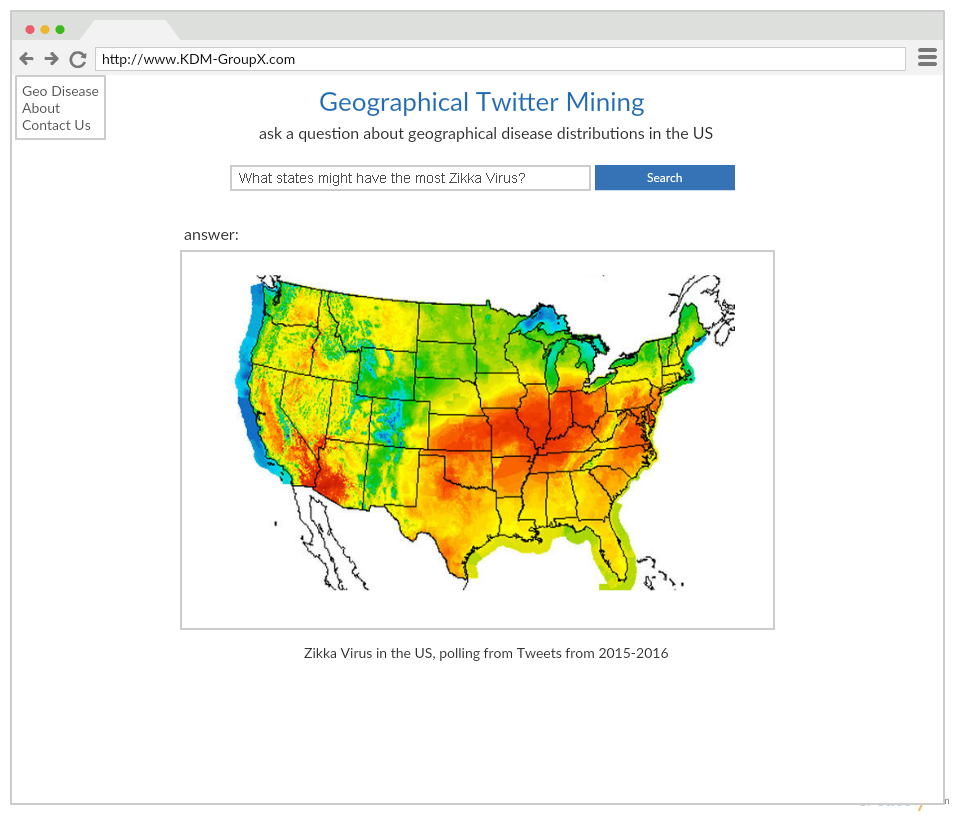 http://www.KDM-GroupX.com
Geo Disease
About
Contact Us
Geographical Twitter Mining
ask a question about geographical disease distributions in the US
What states might have the most Zikka Virus?
Search
answer:
Zikka Virus in the US, polling from Tweets from 2015-2016